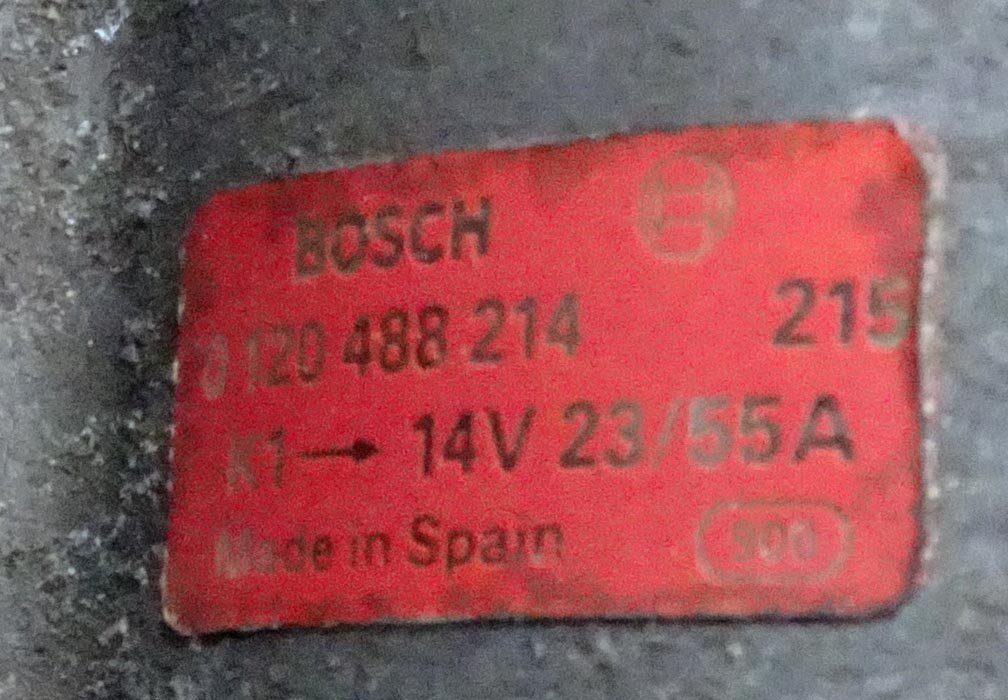 BOSCH
0 120 488 214 215
K1→ 14V 23/55A
Made in Spain 900